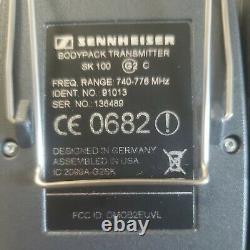 SENNHEISER
BODYPACK TRANSMITTER
SK 100 G2 C
FREQ. RANGE: 740-776 MHz
IDENT. NO. 91013
SER. NO.: 136489
CE 0682 !
DESIGNED IN GERMANY
ASSEMBLED IN USA
IC 2099A-G2SK
FCC ID: DMOB2EUVL